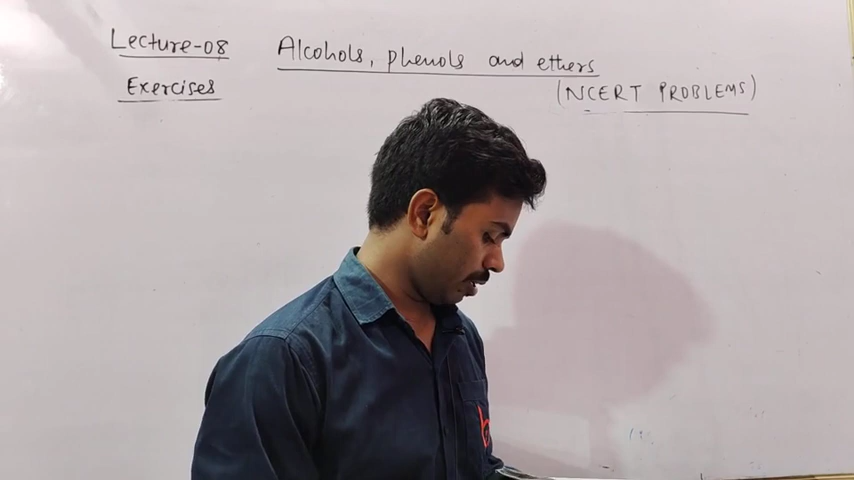 Lecture-08 Alcohols, phenols and ethers
Exercises (NCERT PROBLEMS)